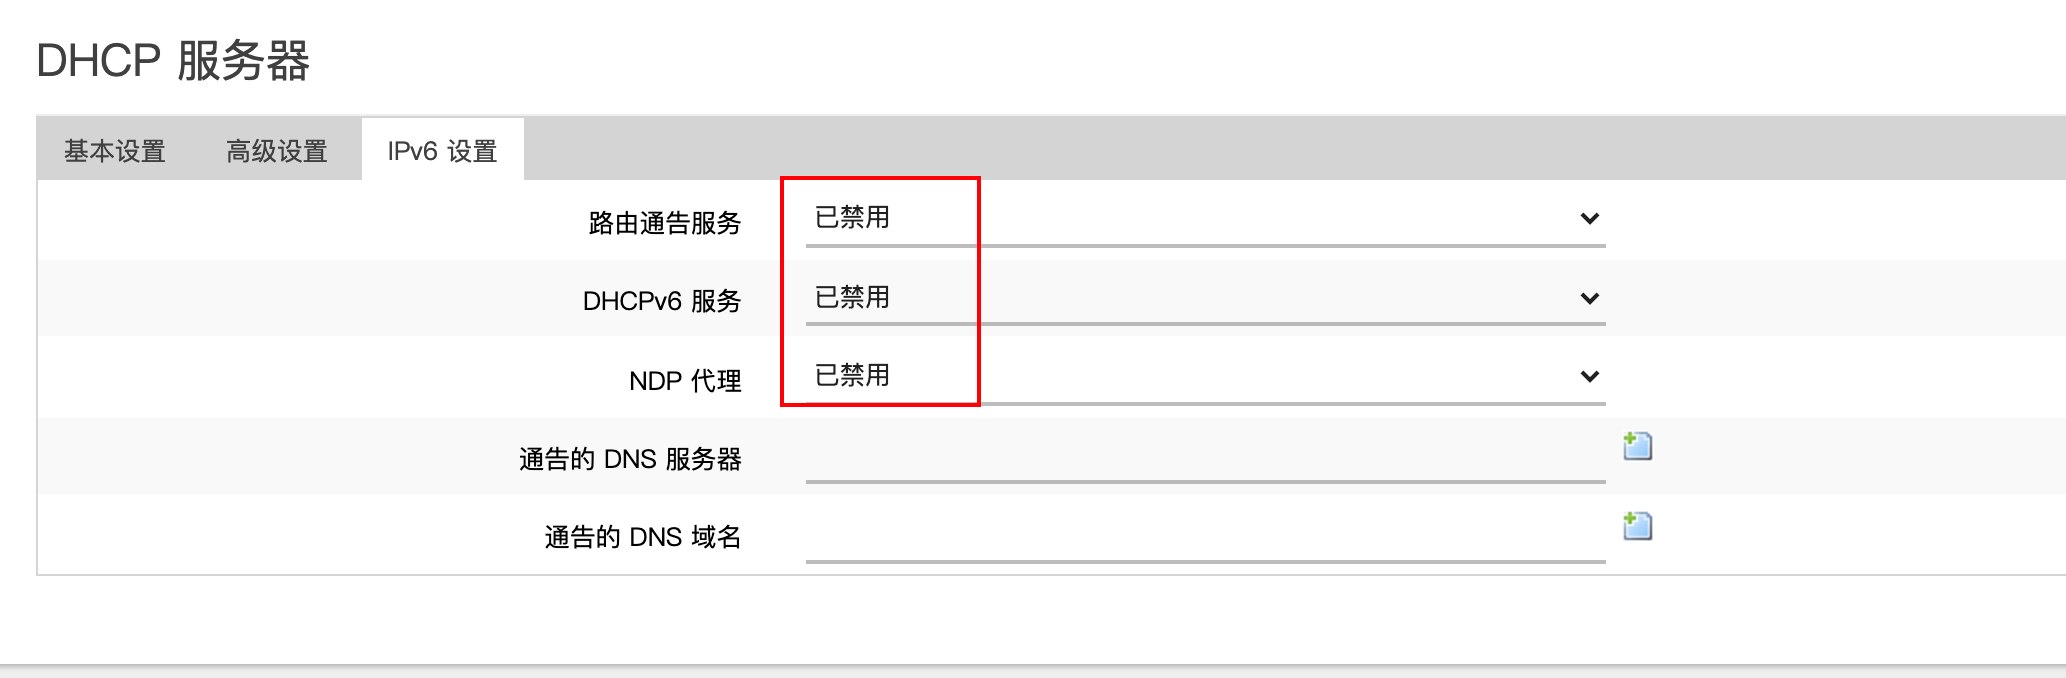 DHCP 服务器
基本设置 高级设置 IPv6 设置
路由通告服务 已禁用
DHCPv6 服务 已禁用
NDP 代理 已禁用
通告的 DNS 服务器
通告的 DNS 域名